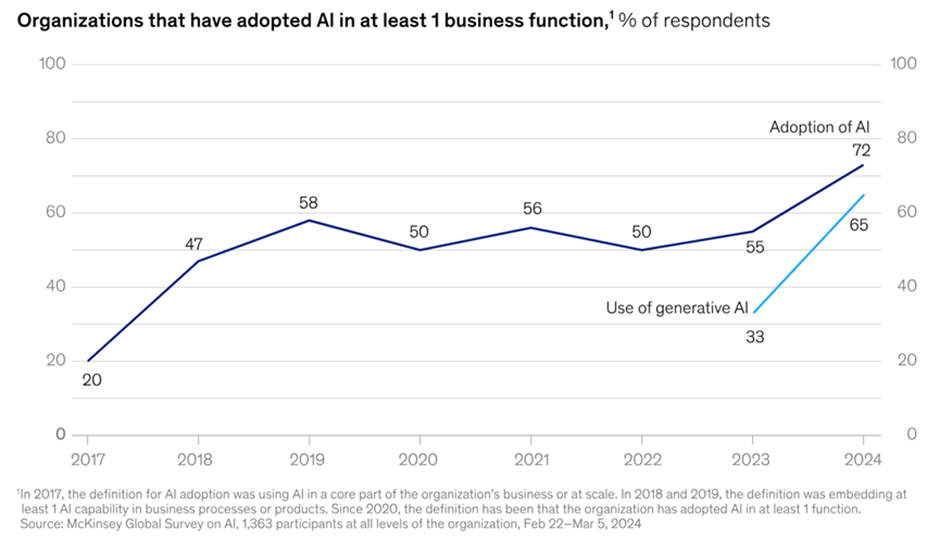 Organizations that have adopted AI in at least 1 business function,¹ % of respondents
100 100
Adoption of AI
80 72 80
58
60 56 60
47 50 50 55 65
40 40
Use of generative AI
33
20 20
20
0 0
2017 2018 2019 2020 2021 2022 2023 2024
¹In 2017, the definition for AI adoption was using AI in a core part of the organization's business or at scale. In 2018 and 2019, the definition was embedding at
least 1 AI capability in business processes or products. Since 2020, the definition has been that the organization has adopted AI in at least 1 function.
Source: McKinsey Global Survey on AI, 1,363 participants at all levels of the organization, Feb 22–Mar 5, 2024